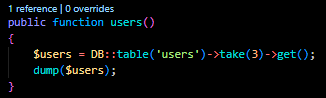 1 reference | 0 overrides
public function users()
{
    $users = DB::table('users')->take(3)->get();
    dump($users);
}